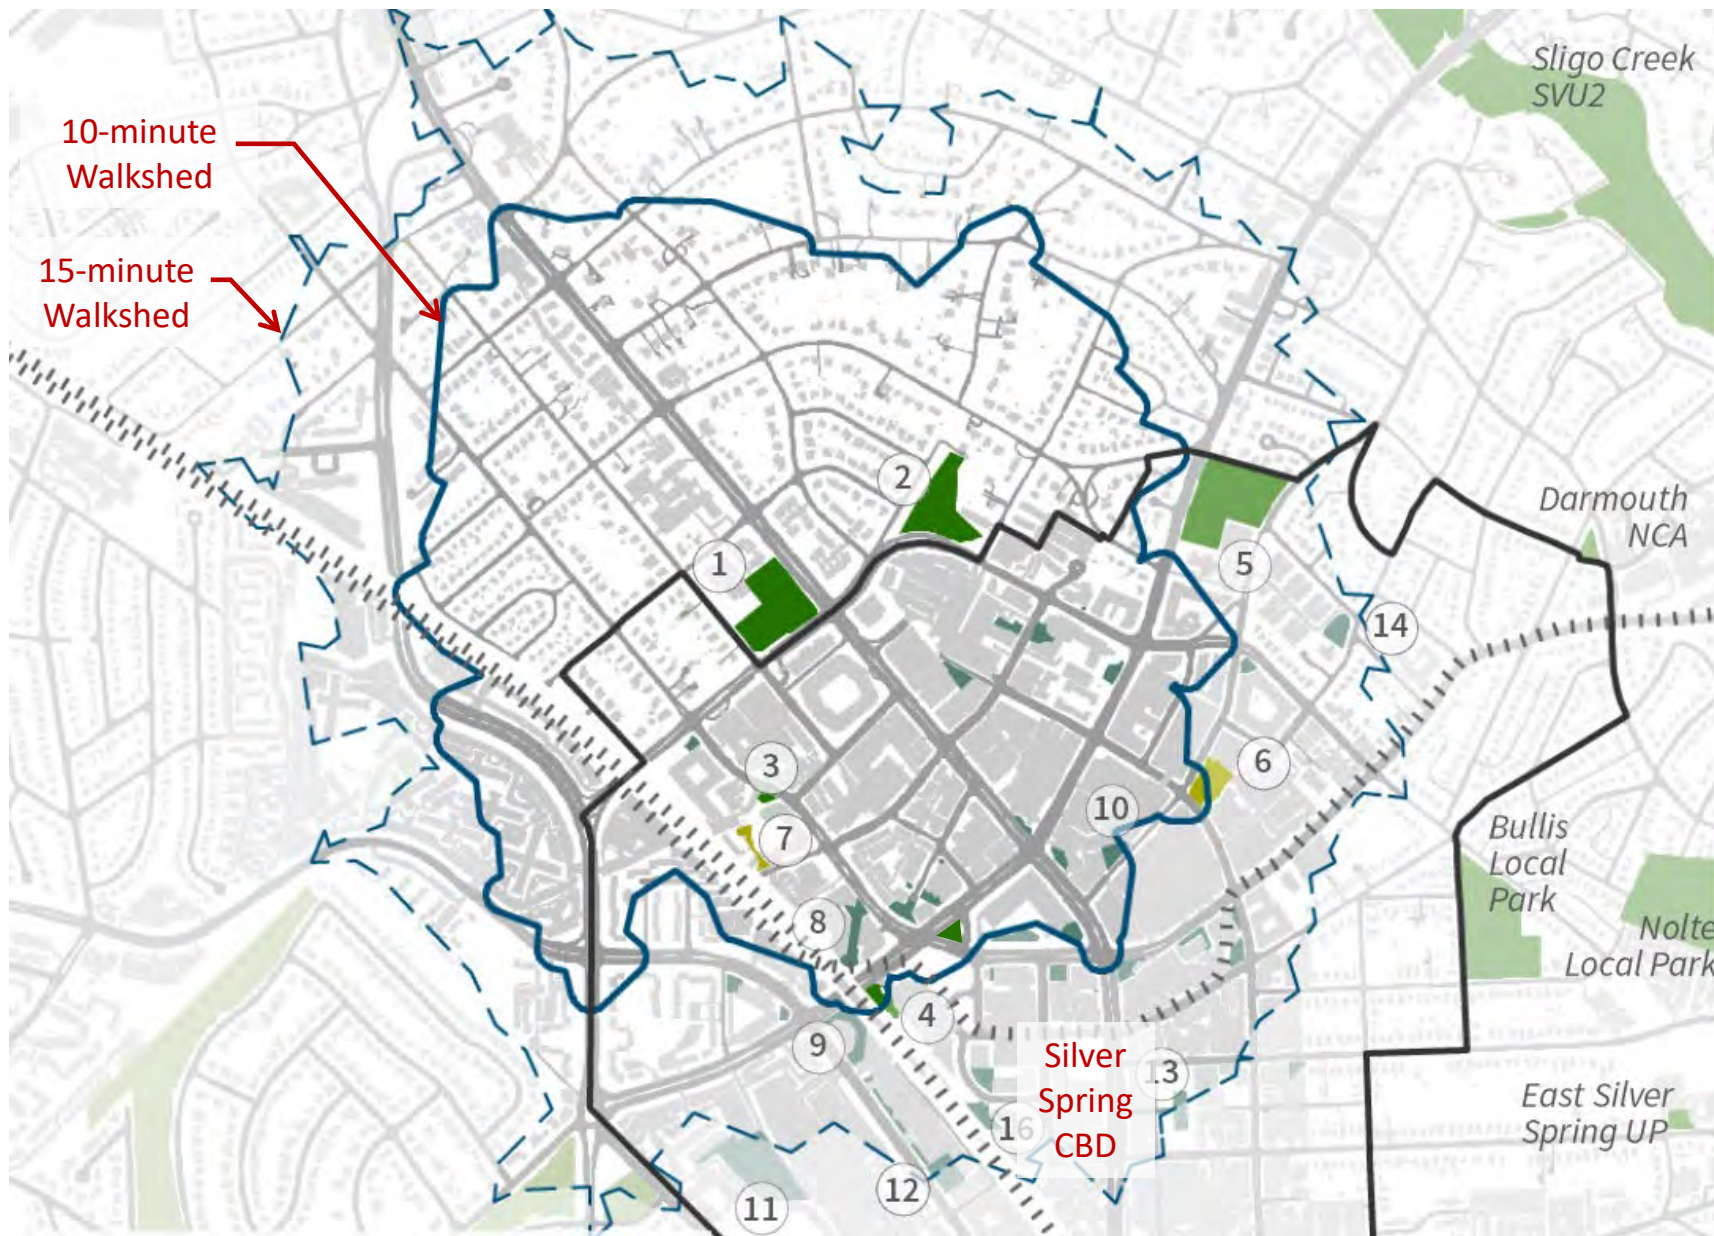 Sligo Creek
SVU2
10-minute
Walkshed
15-minute
Walkshed
2
Darmouth
NCA
1
5
14
3
6
10
7
Bullis
Local
Park
8
Nolte
Local Park
4
9
Silver
Spring
CBD
13
16
East Silver
Spring UP
12
11